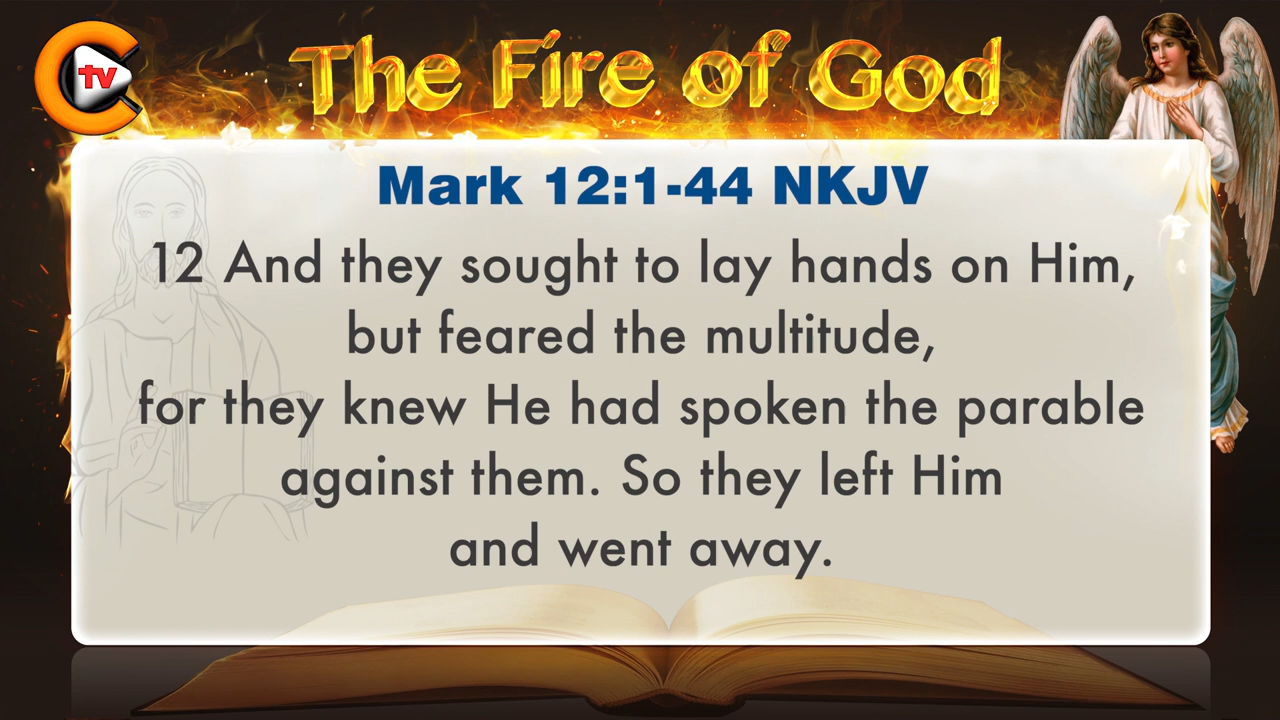 tv
The Fire of God
Mark 12:1-44 NKJV
12 And they sought to lay hands on Him,
but feared the multitude,
for they knew He had spoken the parable
against them. So they left Him
and went away.